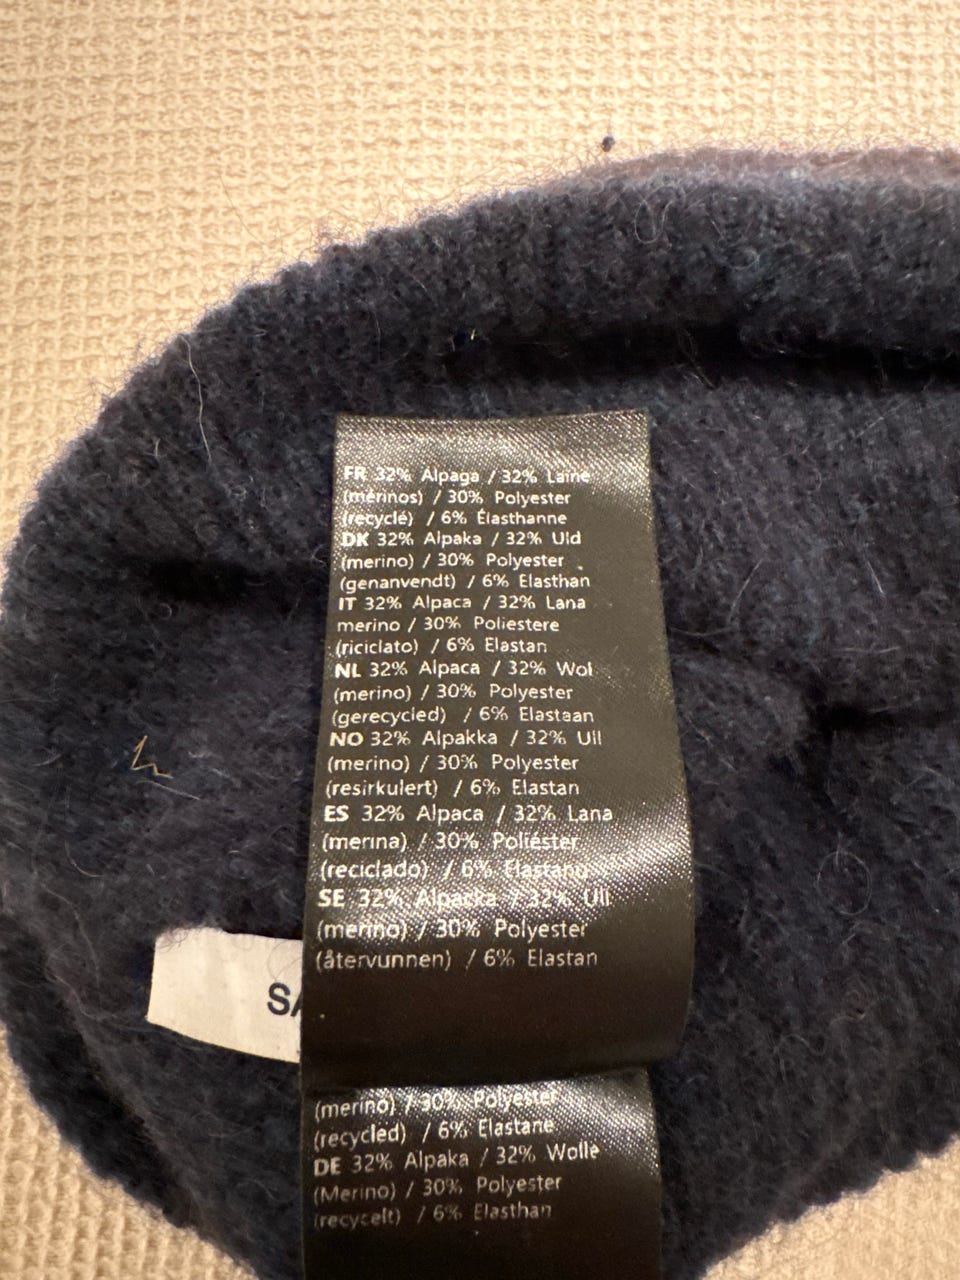 FR 32% Alpaga / 32% Laine
(mérinos) / 30% Polyester
(recyclé) / 6% Élasthanne
DK 32% Alpaka / 32% Uld
(merino) / 30% Polyester
(genanvendt) / 6% Elasthan
IT 32% Alpaca / 32% Lana
merino / 30% Poliestere
(riciclato) / 6% Elastan
NL 32% Alpaca / 32% Wol
(merino) / 30% Polyester
(gerecycled) / 6% Elastaan
NO 32% Alpakka / 32% Ull
(merino) / 30% Polyester
(resirkulert) / 6% Elastan
ES 32% Alpaca / 32% Lana
(merina) / 30% Poliéster
(reciclado) / 6% Elastano
SE 32% Alpacka / 32% Ull
(merino) / 30% Polyester
(återvunnen) / 6% Elastan
SA
(merino) / 30% Polyester
(recycled) / 6% Elastane
DE 32% Alpaka / 32% Wolle
(Merino) / 30% Polyester
(recycelt) / 6% Elasthan